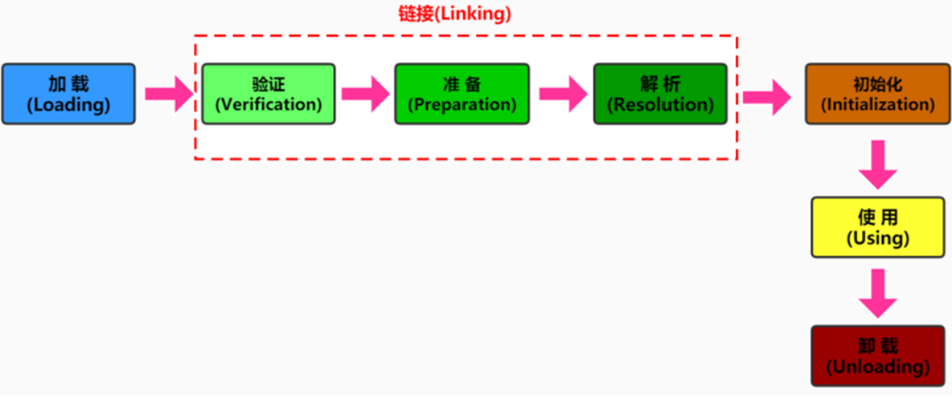 链接(Linking)
加 载
(Loading)
验证
(Verification)
准 备
(Preparation)
解 析
(Resolution)
初始化
(Initialization)
使 用
(Using)
卸 载
(Unloading)